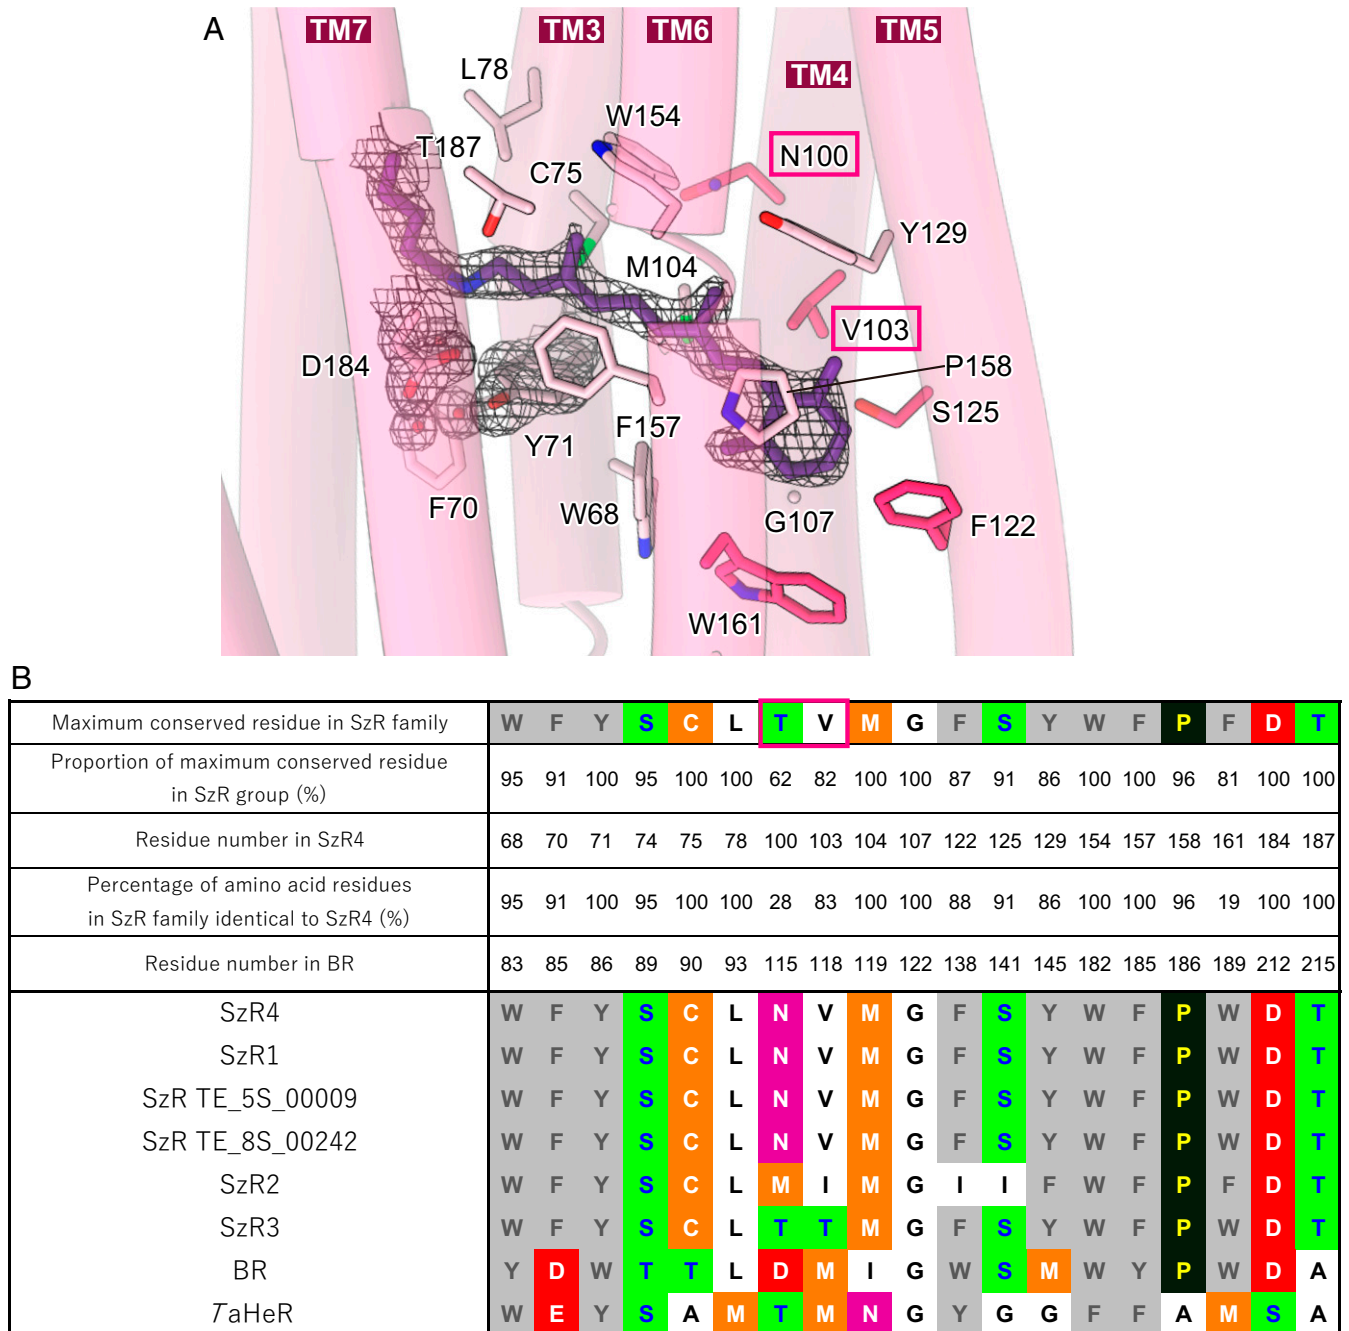 A
TM7 TM3 TM6 TM5
TM4
L78
W154
T187
N100
C75
Y129
M104
V103
D184
P158
S125
F157
Y71
F70
W68
G107
F122
W161
B
Maximum conserved residue in SzR family W F Y S C L T V M G F S Y W F P F D T
Proportion of maximum conserved residue
in SzR group (%) 95 91 100 95 100 100 62 82 100 100 87 91 86 100 100 96 81 100 100
Residue number in SzR4 68 70 71 74 75 78 100 103 104 107 122 125 129 154 157 158 161 184 187
Percentage of amino acid residues
in SzR family identical to SzR4 (%) 95 91 100 95 100 100 28 83 100 100 88 91 86 100 100 96 19 100 100
Residue number in BR 83 85 86 89 90 93 115 118 119 122 138 141 145 182 185 186 189 212 215
SzR4 W F Y S C L N V M G F S Y W F P W D T
SzR1 W F Y S C L N V M G F S Y W F P W D T
SzR TE_5S_00009 W F Y S C L N V M G F S Y W F P W D T
SzR TE_8S_00242 W F Y S C L N V M G F S Y W F P W D T
SzR2 W F Y S C L M I M G I I F W F P F D T
SzR3 W F Y S C L T T M G F S Y W F P W D T
BR Y D W T T L D M I G W S M W Y P W D A
TaHeR W E Y S A M T M N G Y G G F F A M S A